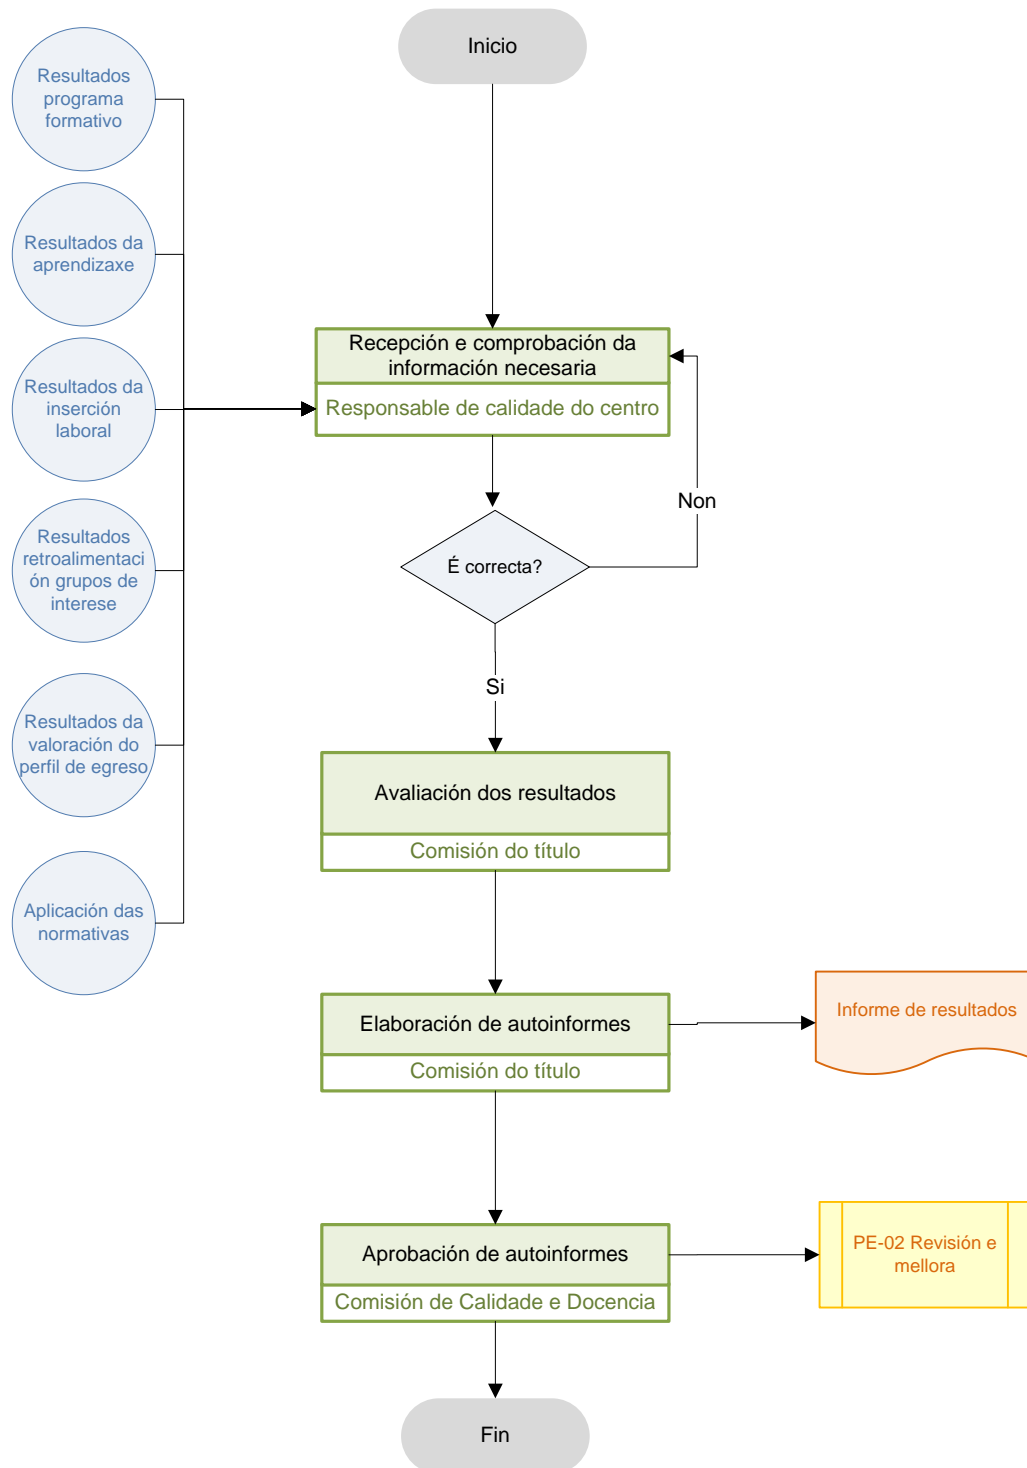 Inicio
Resultados
programa
formativo
Resultados da
aprendizaxe
Resultados da
inserción
laboral
Resultados
retroalimentaci
ón grupos de
interese
Resultados da
valoración do
perfil de egreso
Aplicación das
normativas
Recepción e comprobación da
información necesaria
Responsable de calidade do centro
Non
É correcta?
Si
Avaliación dos resultados
Comisión do título
Elaboración de autoinformes
Comisión do título
Informe de resultados
Aprobación de autoinformes
Comisión de Calidade e Docencia
PE-02 Revisión e
mellora
Fin